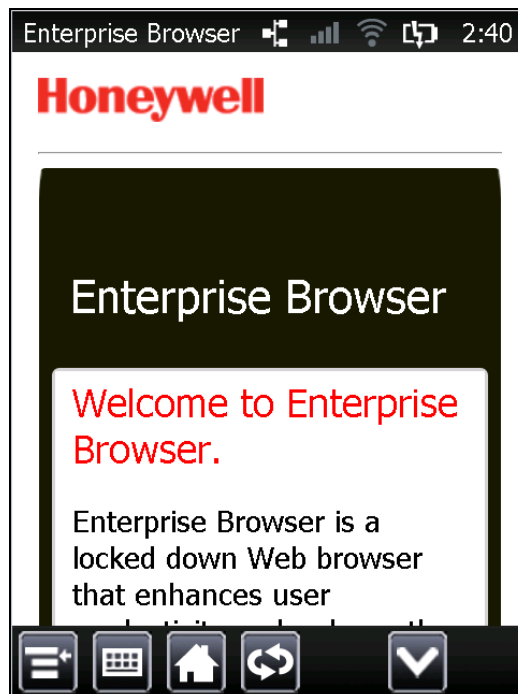 Enterprise Browser 2:40
Honeywell
Enterprise Browser
Welcome to Enterprise
Browser.
Enterprise Browser is a
locked down Web browser
that enhances user